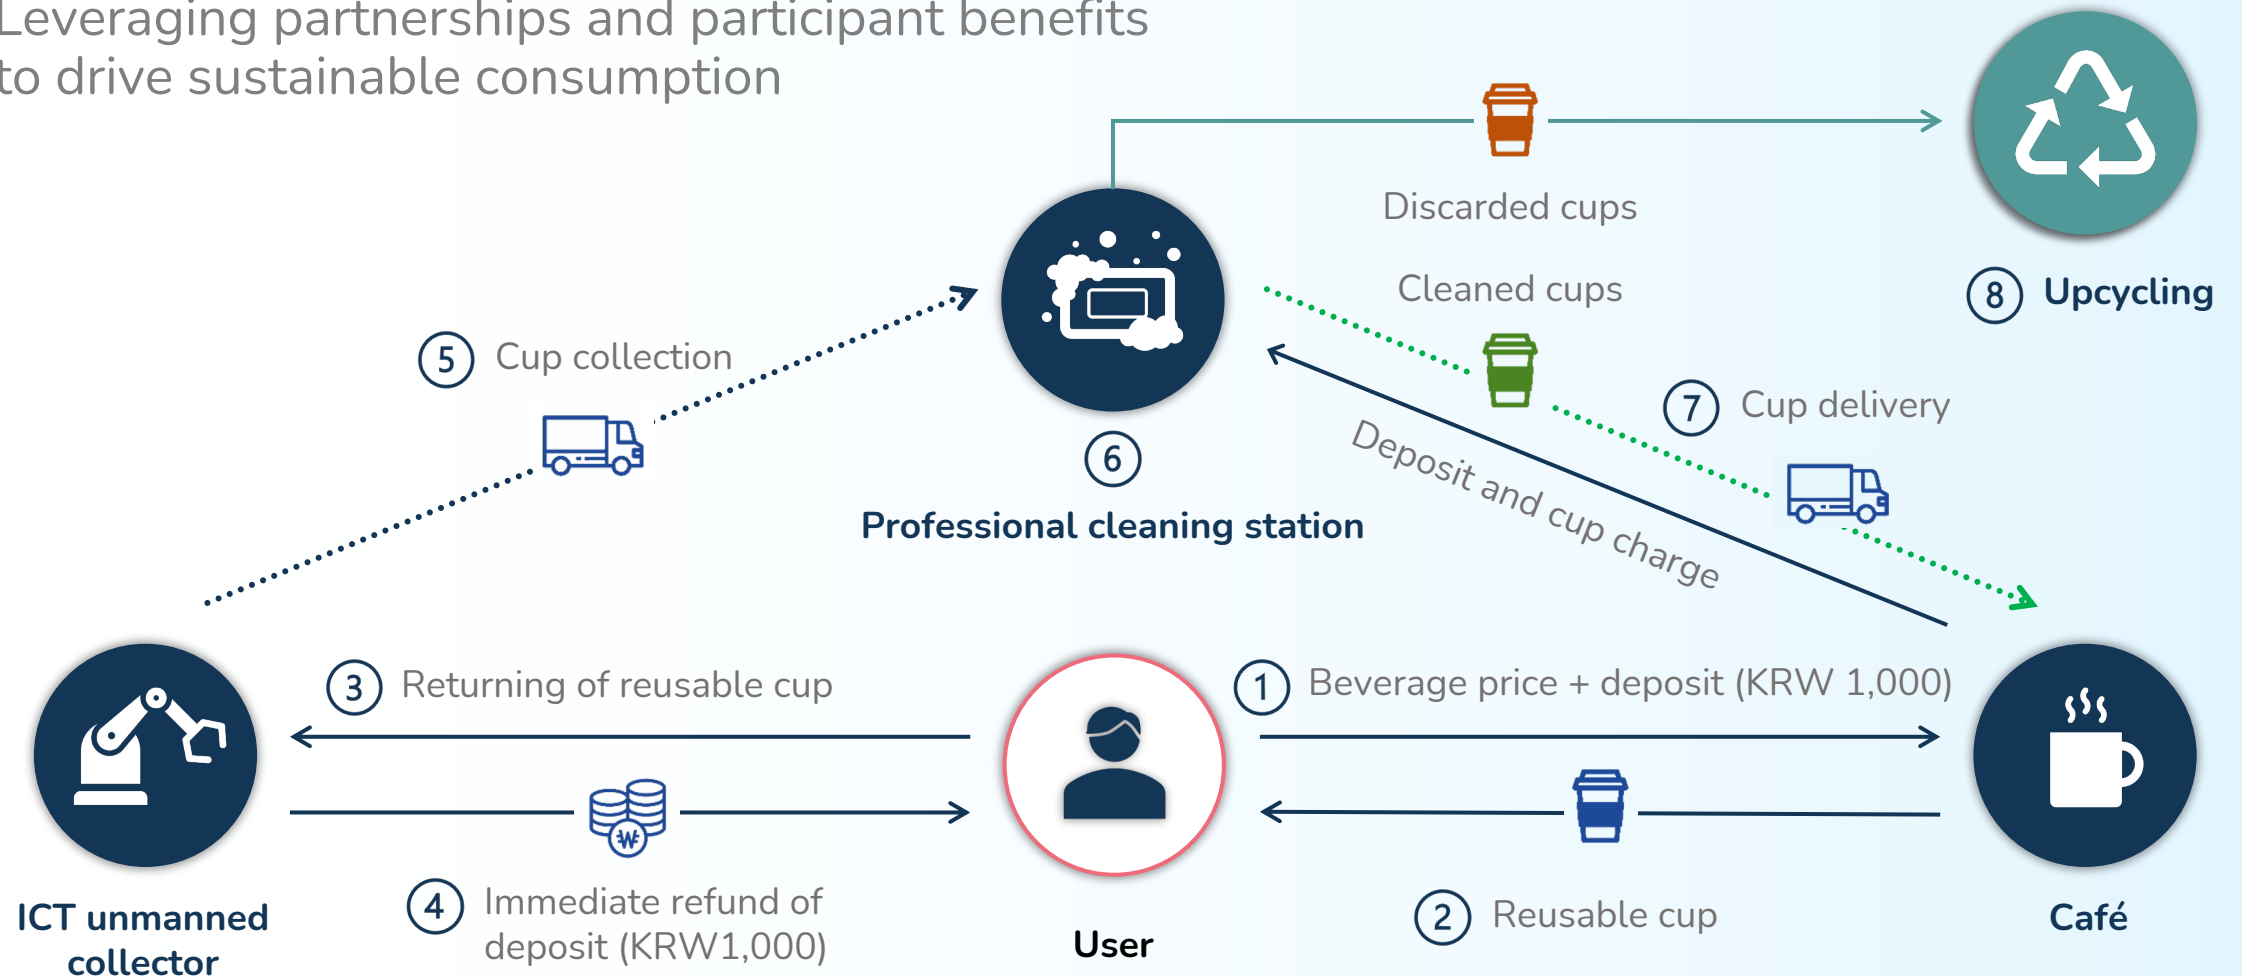 Leveraging partnerships and participant benefits
to drive sustainable consumption
Discarded cups
8 Upcycling
Cleaned cups
5 Cup collection
7 Cup delivery
6
Professional cleaning station
Deposit and cup charge
3 Returning of reusable cup
1 Beverage price + deposit (KRW 1,000)
₩
4 Immediate refund of
deposit (KRW1,000)
2 Reusable cup
ICT unmanned
collector
User
Café